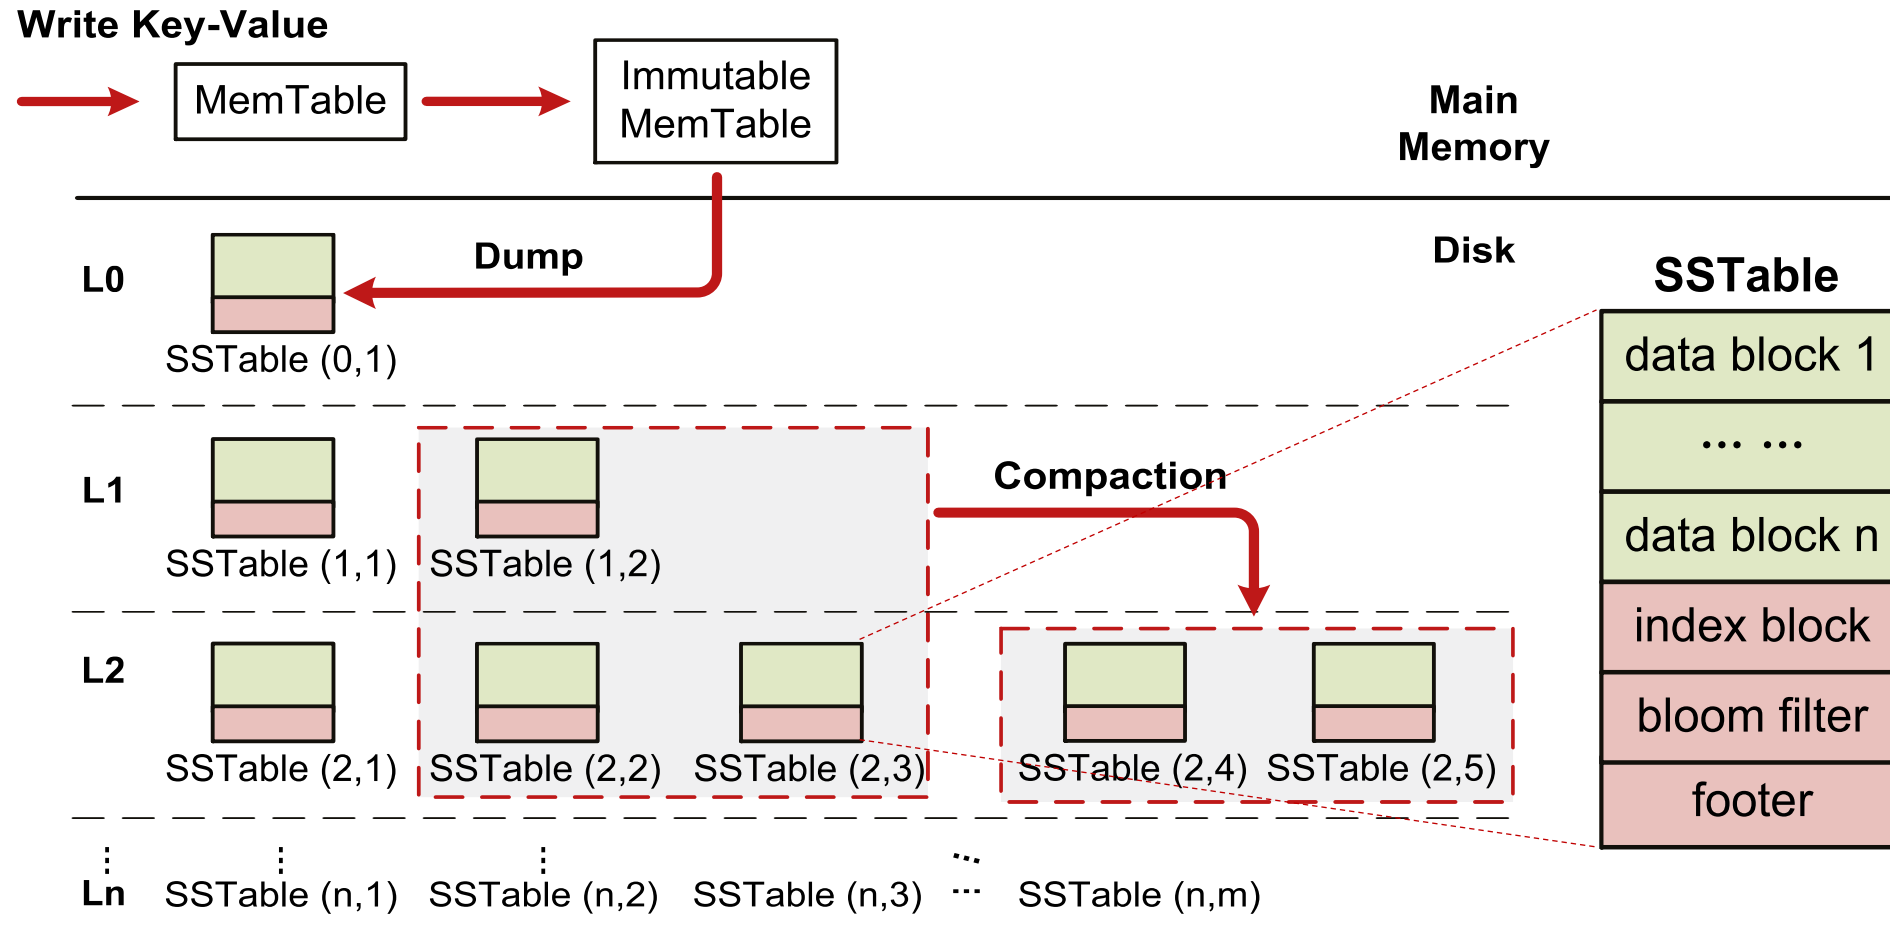 Write Key-Value
MemTable
Immutable
MemTable
Main
Memory
Disk
Dump
L0
SSTable (0,1)
L1
SSTable (1,1)
SSTable (1,2)
Compaction
L2
SSTable (2,1)
SSTable (2,2)
SSTable (2,3)
SSTable (2,4)
SSTable (2,5)
Ln
SSTable (n,1)
SSTable (n,2)
SSTable (n,3)
...
SSTable (n,m)
SSTable
data block 1
... ...
data block n
index block
bloom filter
footer